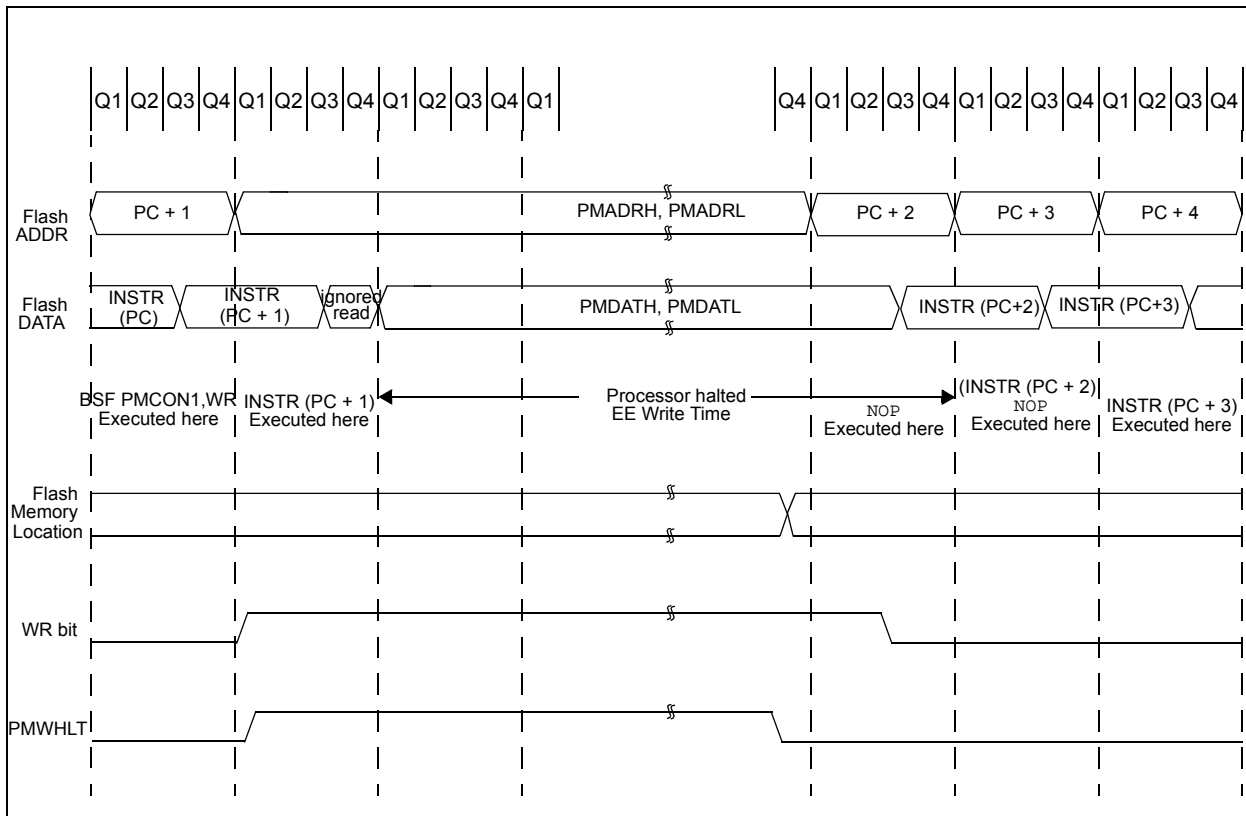 Q1 Q2 Q3 Q4 Q1 Q2 Q3 Q4 Q1 Q2 Q3 Q4 Q1 Q4 Q1 Q2 Q3 Q4 Q1 Q2 Q3 Q4 Q1 Q2 Q3 Q4
Flash
ADDR
PC + 1
PMADRH, PMADRL
PC + 2
PC + 3
PC + 4
Flash
DATA
INSTR
(PC)
INSTR
(PC + 1)
ignored
read
PMDATH, PMDATL
INSTR (PC+2)
INSTR (PC+3)
BSF PMCON1,WR
Executed here
INSTR (PC + 1)
Executed here
Processor halted
EE Write Time
NOP
Executed here
(INSTR (PC + 2)
NOP
Executed here
INSTR (PC + 3)
Executed here
Flash
Memory
Location
WR bit
PMWHLT